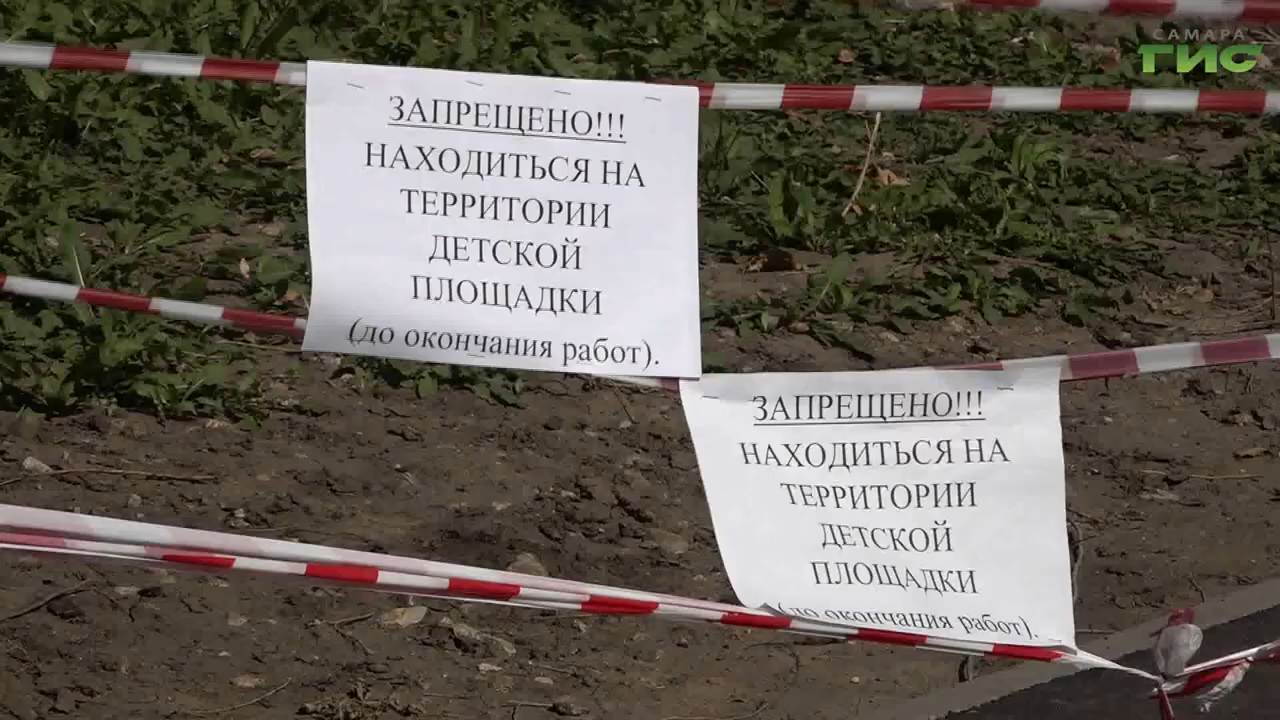 САМАРА
ГИС
ЗАПРЕЩЕНО!!!
НАХОДИТЬСЯ НА
ТЕРРИТОРИИ
ДЕТСКОЙ
ПЛОЩАДКИ
(до окончания работ).
ЗАПРЕЩЕНО!!!
НАХОДИТЬСЯ НА
ТЕРРИТОРИИ
ДЕТСКОЙ
ПЛОЩАДКИ
(до окончания работ).